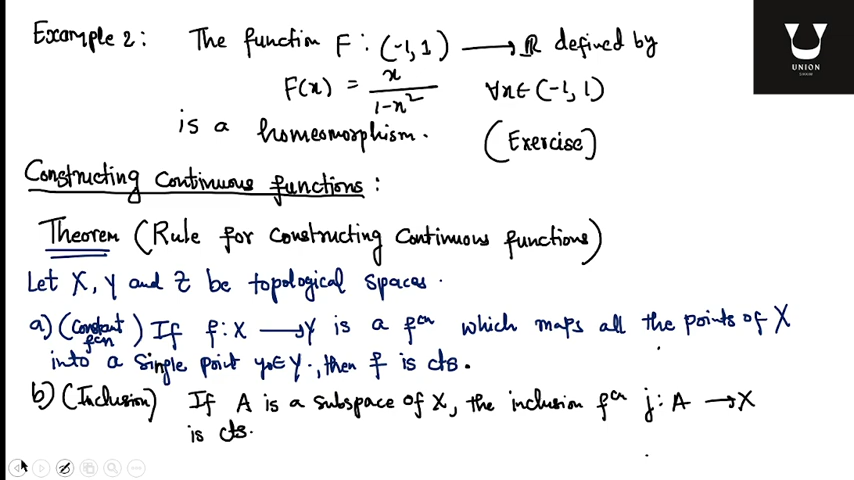 Example 2: The function F: (-1,1) ⟶ ℝ defined by
F(x) = x/(1-x²) ∀x∈(-1,1)
is a homeomorphism. (Exercise)
UNION
Constructing Continuous functions:
Theorem (Rule for constructing Continuous functions)
Let X, Y and Z be topological spaces.
a) (Constant fcn) If f: X ⟶ Y is a fcn which maps all the points of X
into a single point y₀∈Y, then f is cts.
b) (Inclusion) If A is a subspace of X, the inclusion fcn j: A ⟶ X
is cts.